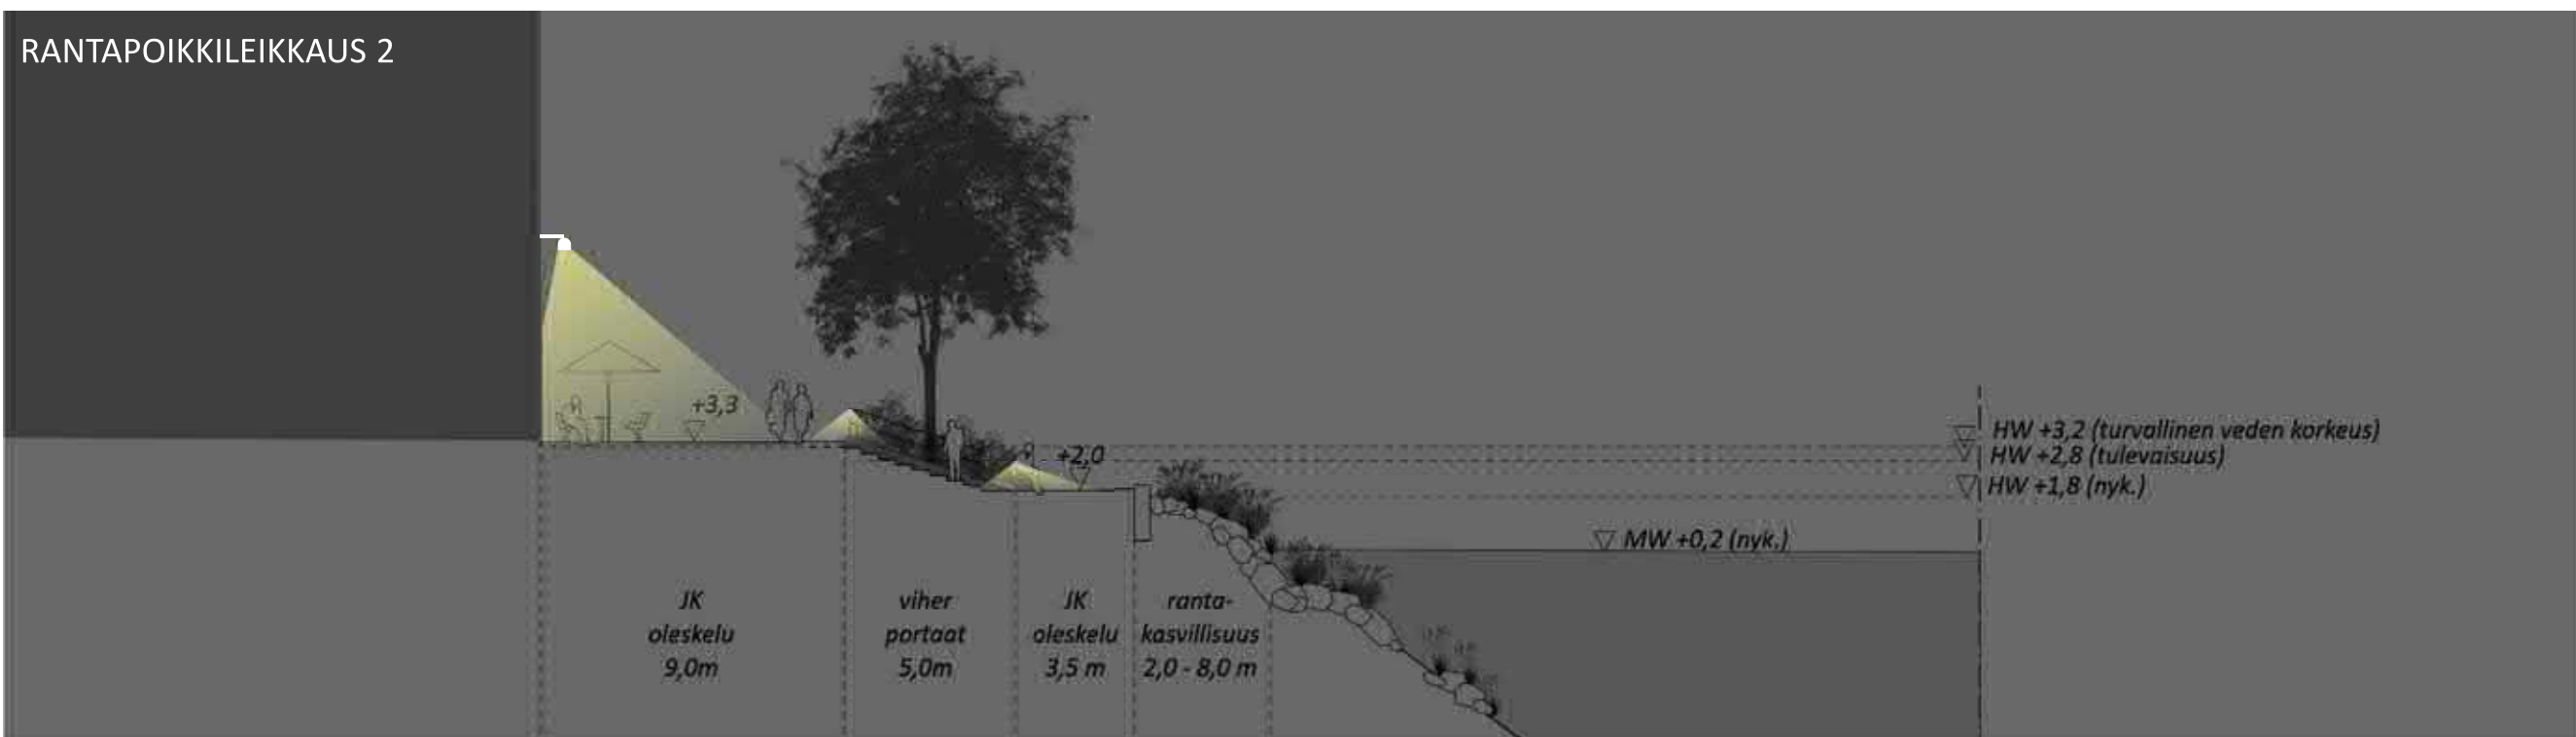 RANTAPOIKKILEIKKAUS 2
+3,3
+2,0
HW +3,2 (turvallinen veden korkeus)
HW +2,8 (tulevaisuus)
HW +1,8 (nyk.)
MW +0,2 (nyk.)
JK
oleskelu
9,0m
viher
portaat
5,0m
JK
oleskelu
3,5 m
ranta-
kasvillisuus
2,0 - 8,0 m